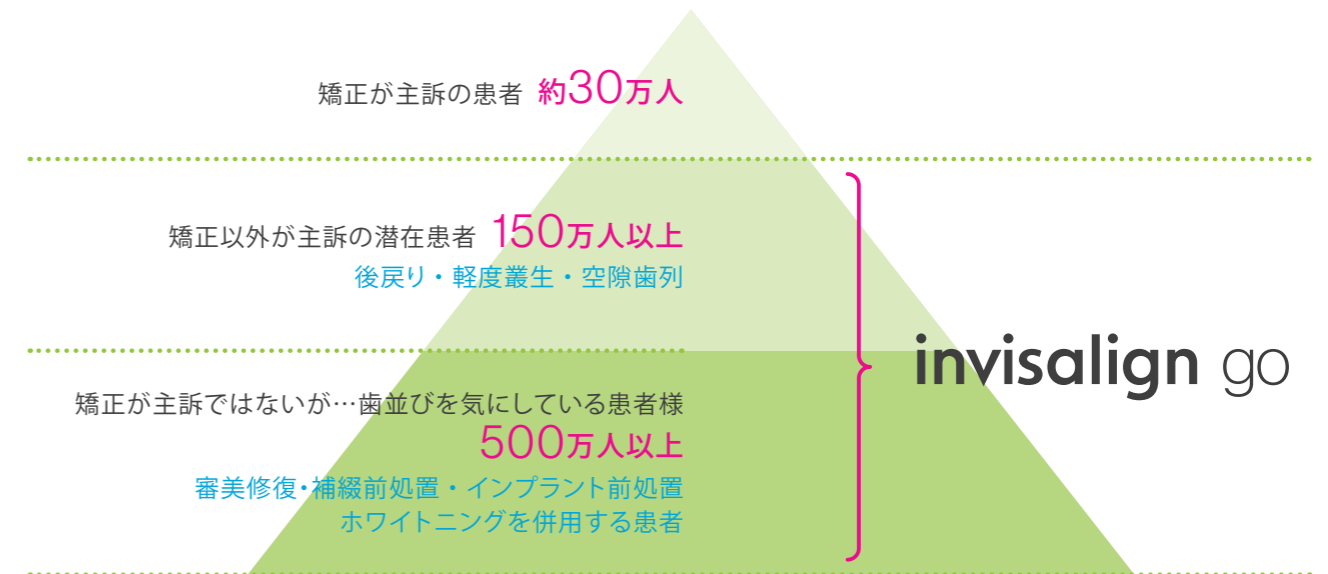 矯正が主訴の患者 約30万人
矯正以外が主訴の潜在患者 150万人以上
後戻り・軽度叢生・空隙歯列
invisalign go
矯正が主訴ではないが…歯並びを気にしている患者様
500万人以上
審美修復・補綴前処置・インプラント前処置
ホワイトニングを併用する患者